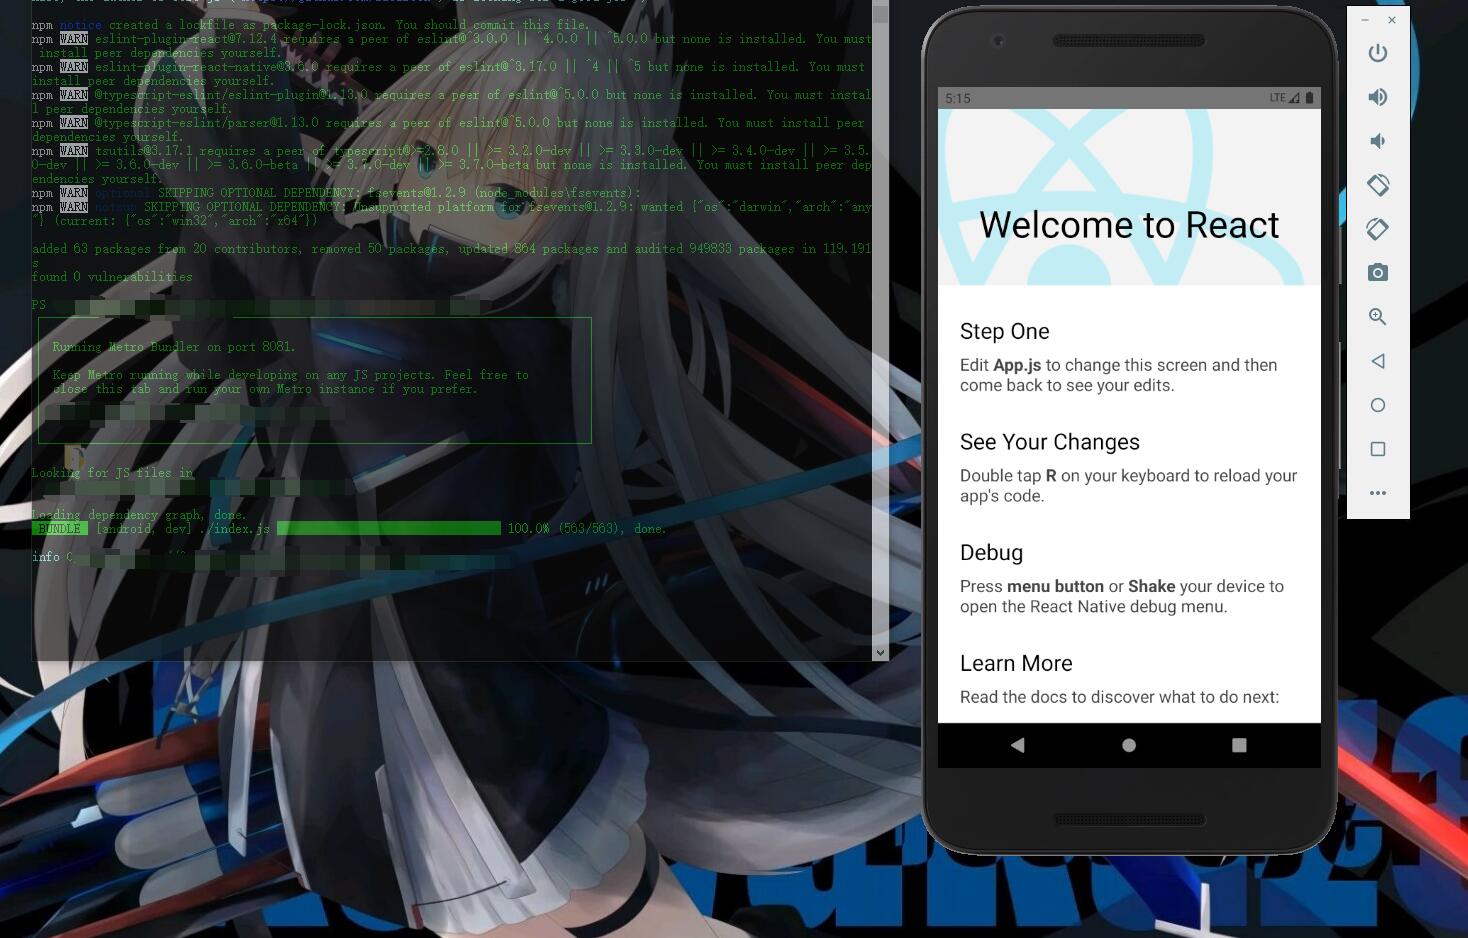 npm notice created a lockfile as package-lock.json. You should commit this file.
npm WARN eslint-plugin-react@7.12.4 requires a peer of eslint@^3.0.0 || ^4.0.0 || ^5.0.0 but none is installed. You must
install peer dependencies yourself.
npm WARN eslint-plugin-react-native@3.6.0 requires a peer of eslint@^3.17.0 || ^4 || ^5 but none is installed. You must
install peer dependencies yourself.
npm WARN @typescript-eslint/eslint-plugin@1.13.0 requires a peer of eslint@^5.0.0 but none is installed. You must instal
l peer dependencies yourself.
npm WARN @typescript-eslint/parser@1.13.0 requires a peer of eslint@^5.0.0 but none is installed. You must install peer
dependencies yourself.
npm WARN tsutils@3.17.1 requires a peer of typescript@>=2.8.0 || >= 3.2.0-dev || >= 3.3.0-dev || >= 3.4.0-dev || >= 3.5.
0-dev || >= 3.6.0-dev || >= 3.6.0-beta || >= 3.7.0-dev || >= 3.7.0-beta but none is installed. You must install peer dep
endencies yourself.
npm WARN optional SKIPPING OPTIONAL DEPENDENCY: fsevents@1.2.9 (node_modules\fsevents):
npm WARN notsup SKIPPING OPTIONAL DEPENDENCY: Unsupported platform for fsevents@1.2.9: wanted {"os":"darwin","arch":"any
"} (current: {"os":"win32","arch":"x64"})
added 63 packages from 20 contributors, removed 50 packages, updated 864 packages and audited 949833 packages in 119.191
s
found 0 vulnerabilities
PS
Running Metro Bundler on port 8081.
Keep Metro running while developing on any JS projects. Feel free to
close this tab and run your own Metro instance if you prefer.
Looking for JS files in
Loading dependency graph, done.
BUNDLE [android, dev] ./index.js 100.0% (563/563), done.
info
5:15 LTE
Welcome to React
Step One
Edit App.js to change this screen and then
come back to see your edits.
See Your Changes
Double tap R on your keyboard to reload your
app's code.
Debug
Press menu button or Shake your device to
open the React Native debug menu.
Learn More
Read the docs to discover what to do next: